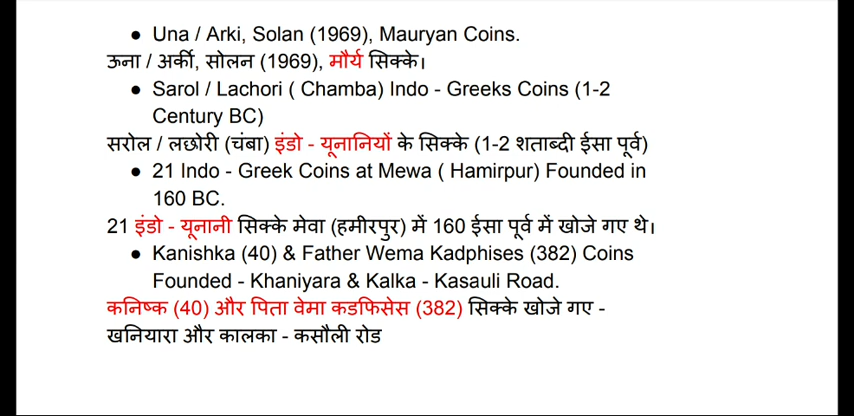 ● Una / Arki, Solan (1969), Mauryan Coins.
ऊना / अर्की, सोलन (1969), मौर्य सिक्के।
● Sarol / Lachori ( Chamba) Indo - Greeks Coins (1-2
Century BC)
सरोल / लछोरी (चंबा) इंडो - यूनानियों के सिक्के (1-2 शताब्दी ईसा पूर्व)
● 21 Indo - Greek Coins at Mewa ( Hamirpur) Founded in
160 BC.
21 इंडो - यूनानी सिक्के मेवा (हमीरपुर) में 160 ईसा पूर्व में खोजे गए थे।
● Kanishka (40) & Father Wema Kadphises (382) Coins
Founded - Khaniyara & Kalka - Kasauli Road.
कनिष्क (40) और पिता वेमा कडफिसेस (382) सिक्के खोजे गए -
खनियारा और कालका - कसौली रोड